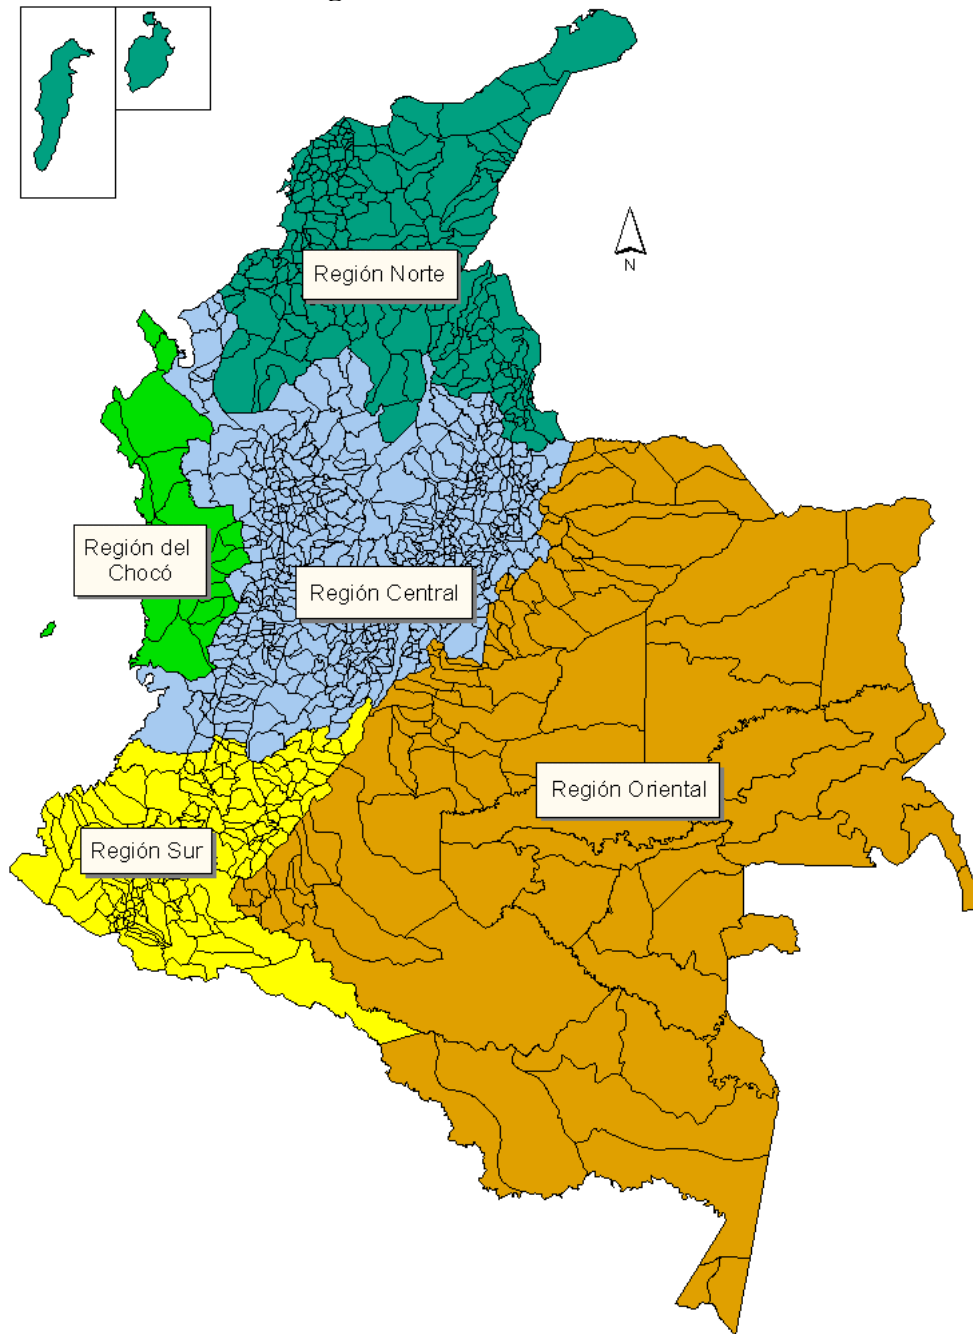 Región Norte
N
Región del
Chocó
Región Central
Región Oriental
Región Sur